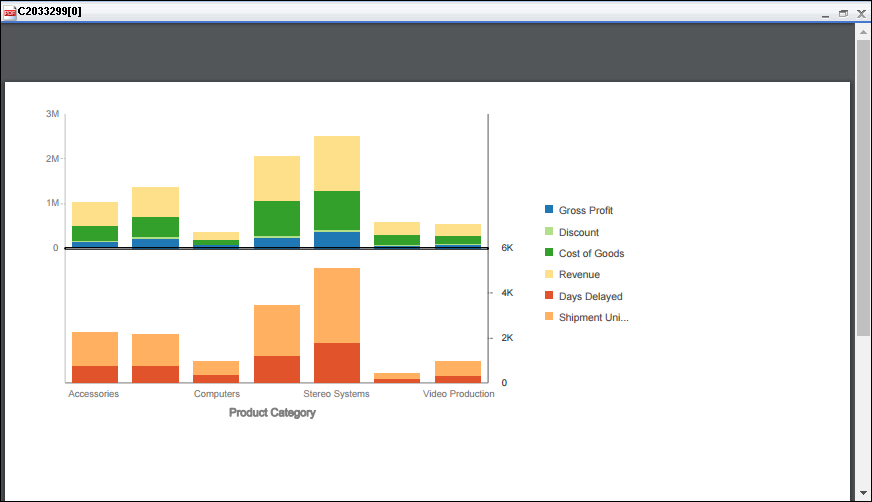 C2033299[0]
3M
2M
1M
0
6K
4K
2K
0
Accessories Computers Stereo Systems Video Production
Product Category
Gross Profit
Discount
Cost of Goods
Revenue
Days Delayed
Shipment Uni...